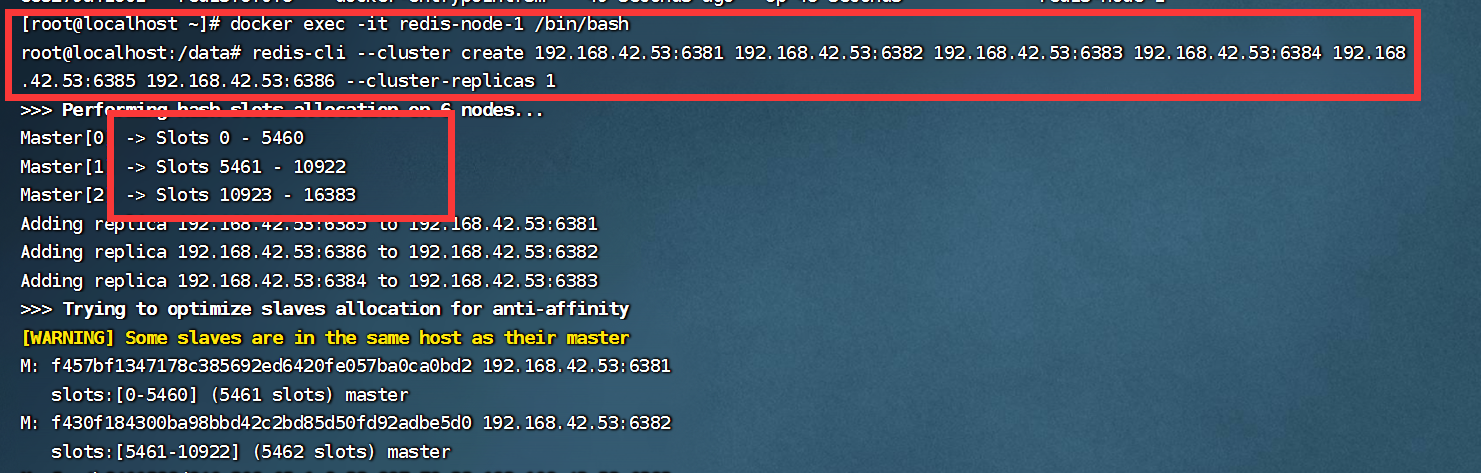 [root@localhost ~]# docker exec -it redis-node-1 /bin/bash
root@localhost:/data# redis-cli --cluster create 192.168.42.53:6381 192.168.42.53:6382 192.168.42.53:6383 192.168.42.53:6384 192.168
.42.53:6385 192.168.42.53:6386 --cluster-replicas 1
>>> Performing hash slots allocation on 6 nodes...
Master[0 -> Slots 0 - 5460
Master[1 -> Slots 5461 - 10922
Master[2 -> Slots 10923 - 16383
Adding replica 192.168.42.53:6385 to 192.168.42.53:6381
Adding replica 192.168.42.53:6386 to 192.168.42.53:6382
Adding replica 192.168.42.53:6384 to 192.168.42.53:6383
>>> Trying to optimize slaves allocation for anti-affinity
[WARNING] Some slaves are in the same host as their master
M: f457bf1347178c385692ed6420fe057ba0ca0bd2 192.168.42.53:6381
slots:[0-5460] (5461 slots) master
M: f430f184300ba98bbd42c2bd85d50fd92adbe5d0 192.168.42.53:6382
slots:[5461-10922] (5462 slots) master